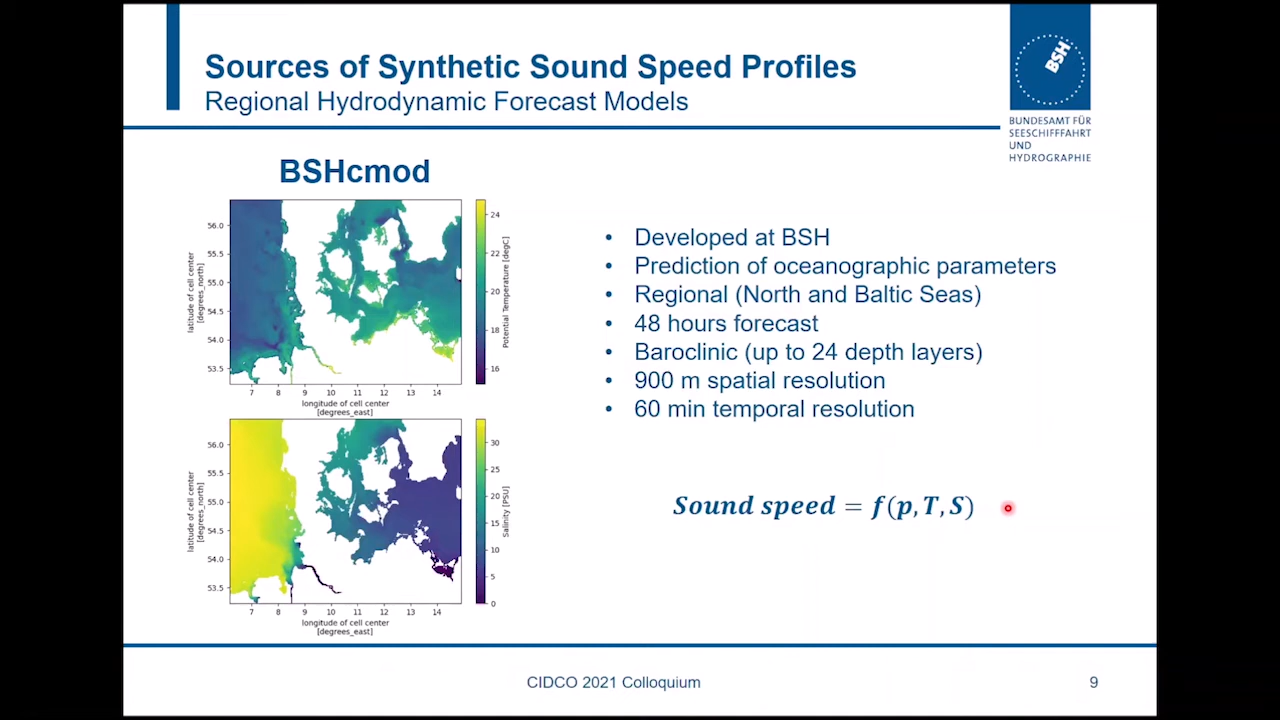 Sources of Synthetic Sound Speed Profiles
Regional Hydrodynamic Forecast Models
BSH
BUNDESAMT FÜR
SEESCHIFFFAHRT
UND
HYDROGRAPHIE
BSHcmod
56.0
55.5
55.0
54.5
54.0
53.5
latitude of cell center
[degrees_north]
7 8 9 10 11 12 13 14
longitude of cell center
[degrees_east]
24
22
20
18
16
Potential Temperature [degC]
56.0
55.5
55.0
54.5
54.0
53.5
latitude of cell center
[degrees_north]
7 8 9 10 11 12 13 14
longitude of cell center
[degrees_east]
30
25
20
15
10
5
0
Salinity [PSU]
• Developed at BSH
• Prediction of oceanographic parameters
• Regional (North and Baltic Seas)
• 48 hours forecast
• Baroclinic (up to 24 depth layers)
• 900 m spatial resolution
• 60 min temporal resolution
Sound speed = f(p, T, S)
CIDCO 2021 Colloquium
9